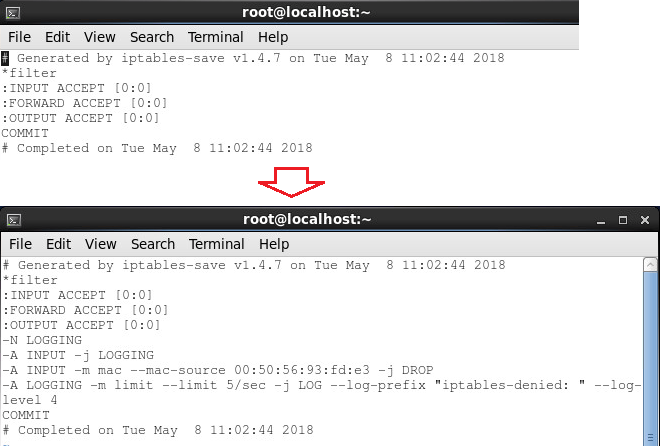 root@localhost:~
File Edit View Search Terminal Help
# Generated by iptables-save v1.4.7 on Tue May  8 11:02:44 2018
*filter
:INPUT ACCEPT [0:0]
:FORWARD ACCEPT [0:0]
:OUTPUT ACCEPT [0:0]
COMMIT
# Completed on Tue May  8 11:02:44 2018
root@localhost:~
File Edit View Search Terminal Help
# Generated by iptables-save v1.4.7 on Tue May  8 11:02:44 2018
*filter
:INPUT ACCEPT [0:0]
:FORWARD ACCEPT [0:0]
:OUTPUT ACCEPT [0:0]
-N LOGGING
-A INPUT -j LOGGING
-A INPUT -m mac --mac-source 00:50:56:93:fd:e3 -j DROP
-A LOGGING -m limit --limit 5/sec -j LOG --log-prefix "iptables-denied: " --log-
level 4
COMMIT
# Completed on Tue May  8 11:02:44 2018